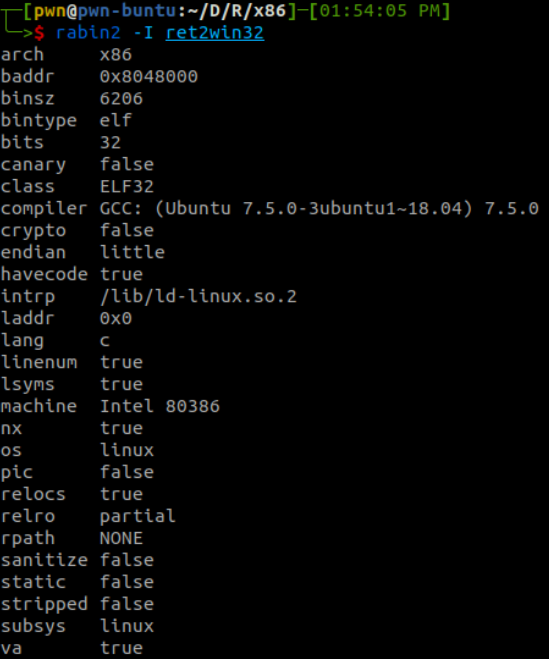 ┬─[pwn@pwn-buntu:~/D/R/x86]─[01:54:05 PM]
╰─>$ rabin2 -I ret2win32
arch     x86
baddr    0x8048000
binsz    6206
bintype  elf
bits     32
canary   false
class    ELF32
compiler GCC: (Ubuntu 7.5.0-3ubuntu1~18.04) 7.5.0
crypto   false
endian   little
havecode true
intrp    /lib/ld-linux.so.2
laddr    0x0
lang     c
linenum  true
lsyms    true
machine  Intel 80386
nx       true
os       linux
pic      false
relocs   true
relro    partial
rpath    NONE
sanitize false
static   false
stripped false
subsys   linux
va       true